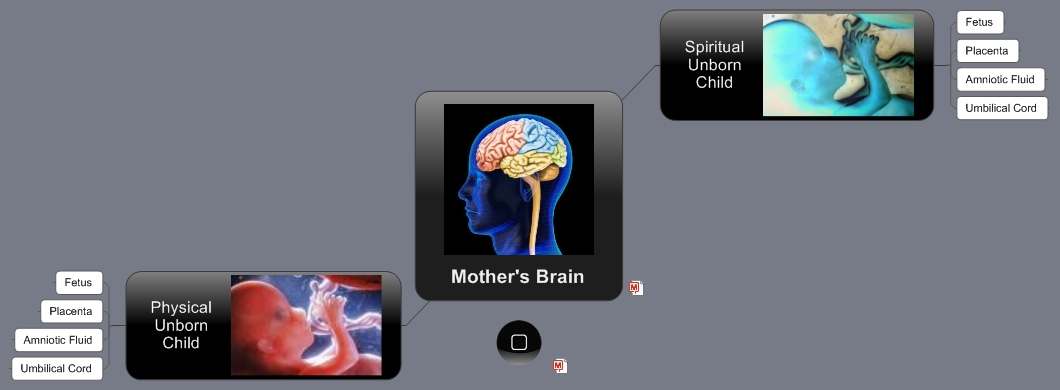 Spiritual
Unborn
Child
Fetus
Placenta
Amniotic Fluid
Umbilical Cord
Mother's Brain
M
Fetus
Placenta
Amniotic Fluid
Umbilical Cord
Physical
Unborn
Child
M